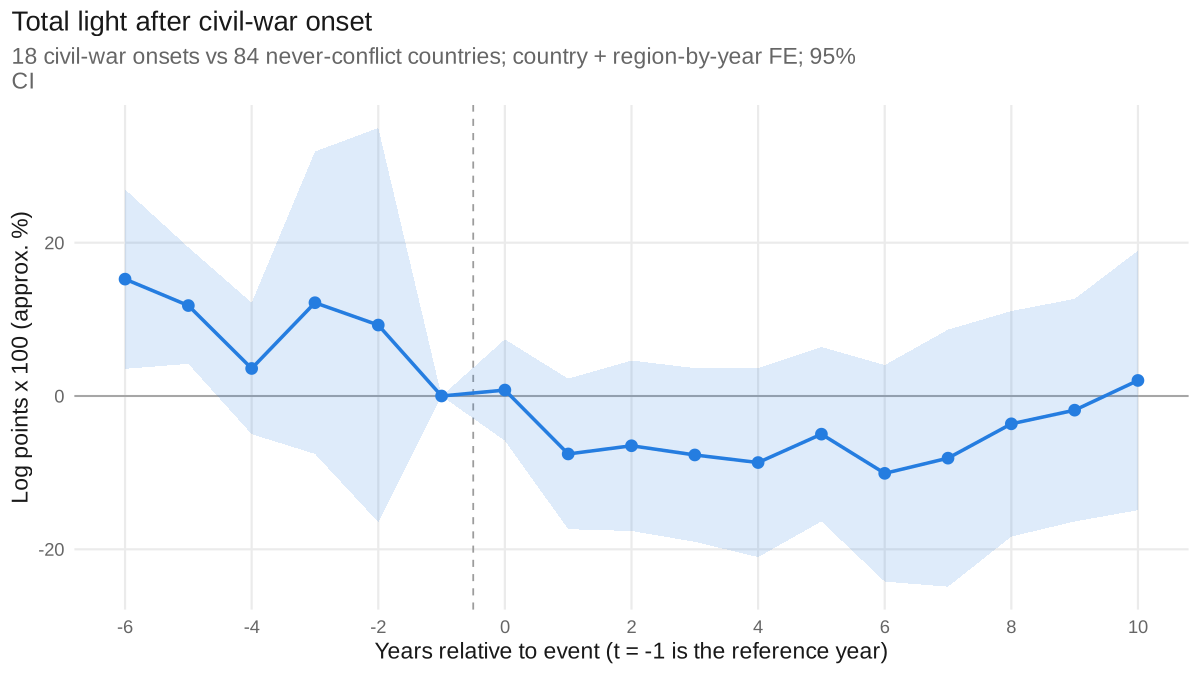 Total light after civil-war onset
18 civil-war onsets vs 84 never-conflict countries; country + region-by-year FE; 95%
CI
Log points x 100 (approx. %)
20
0
-20
-6
-4
-2
0
2
4
6
8
10
Years relative to event (t = -1 is the reference year)